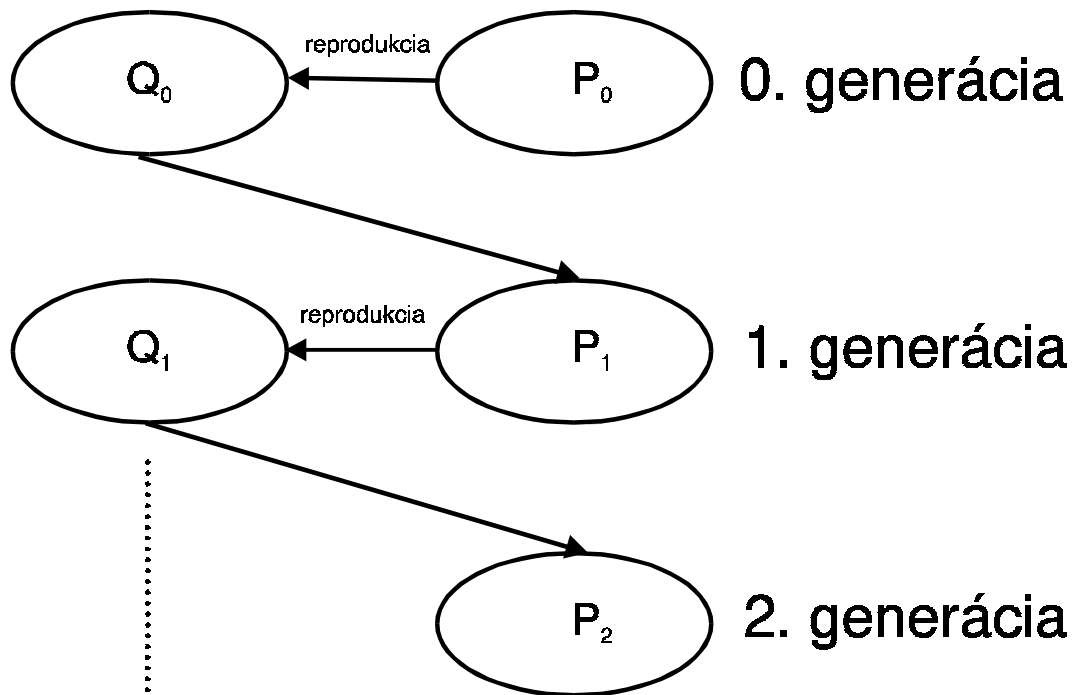 reprodukcia
Q₀ P₀ 0. generácia
reprodukcia
Q₁ P₁ 1. generácia
P₂ 2. generácia